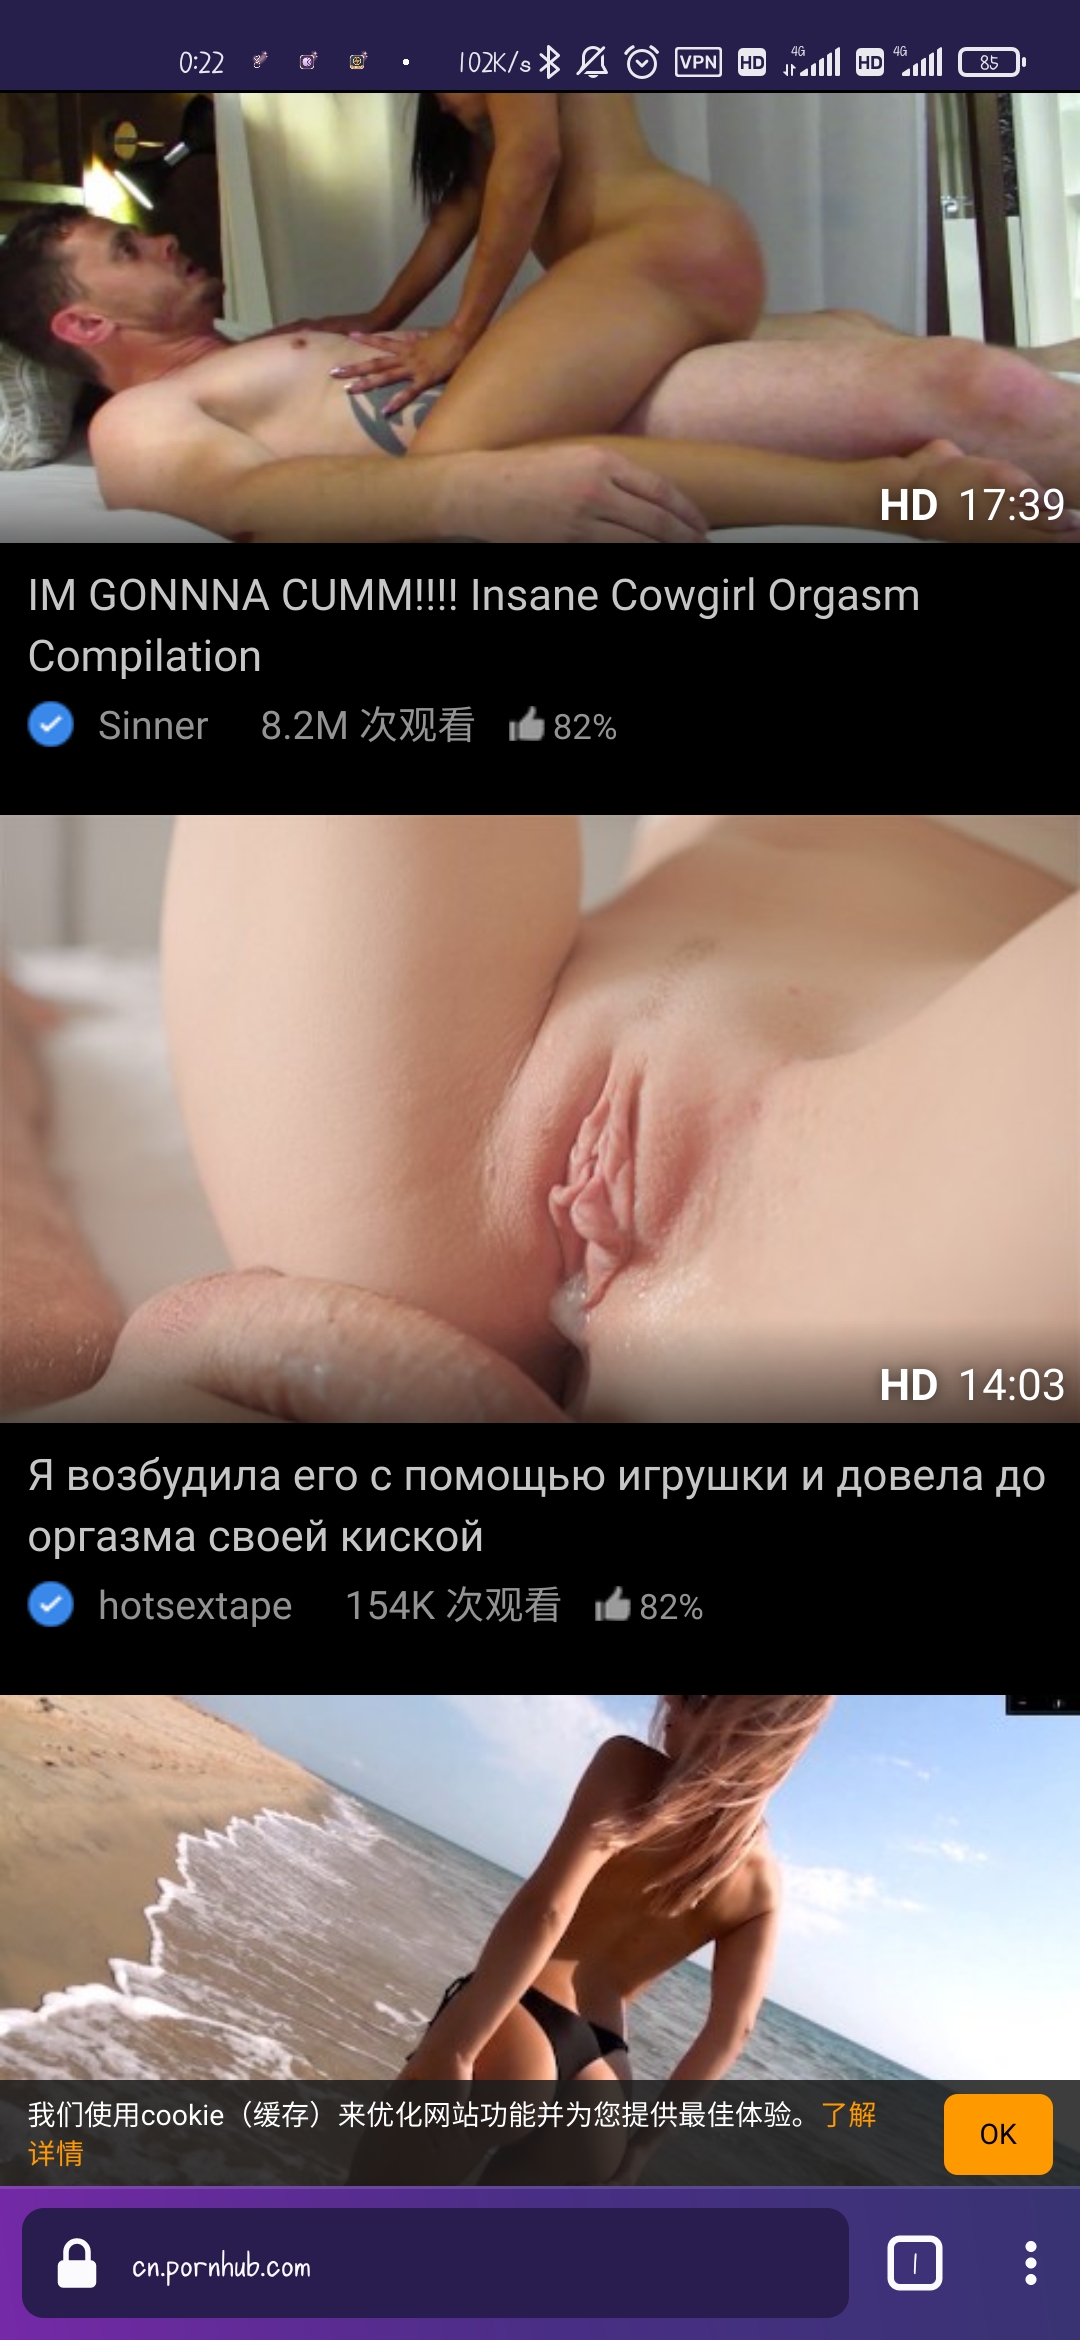 0:22
102K/s
VPN
HD
4G
HD
4G
85
HD 17:39
IM GONNNA CUMM!!!! Insane Cowgirl Orgasm
Compilation
Sinner 8.2M 次观看 82%
HD 14:03
Я возбудила его с помощью игрушки и довела до
оргазма своей киской
hotsextape 154K 次观看 82%
我们使用cookie（缓存）来优化网站功能并为您提供最佳体验。了解
详情
OK
cn.pornhub.com
1